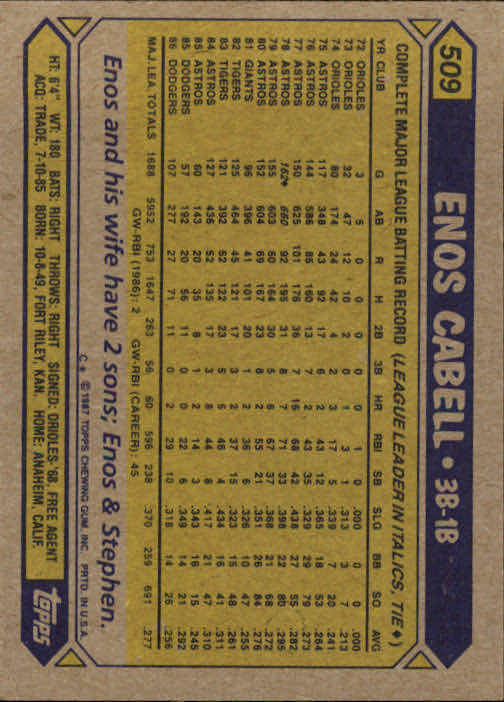 509 ENOS CABELL • 3B-1B
COMPLETE MAJOR LEAGUE BATTING RECORD (LEAGUE LEADER IN ITALICS, TIE♦)
YR CLUB G AB R H 2B 3B HR RBI SB SLG BB SO AVG
72 ORIOLES 3 5 0 0 0 0 0 1 0 .000 0 0 .000
73 ORIOLES 32 47 12 10 2 0 1 3 1 .313 3 7 .213
74 ORIOLES 80 174 24 42 4 2 3 17 5 .339 7 20 .241
75 ASTROS 117 348 43 92 17 6 2 43 12 .365 18 53 .264
76 ASTROS 144 586 85 160 13 7 2 43 35 .329 29 79 .273
77 ASTROS 150 625 101 176 36 7 16 68 42 .438 27 55 .282
78 ASTROS 162♦ 660 92 195 31 8 7 71 33 .398 22 80 .295
79 ASTROS 155 603 60 164 30 5 6 67 37 .368 21 68 .272
80 ASTROS 152 604 69 167 23 8 2 55 21 .351 26 84 .276
81 GIANTS 96 396 41 101 20 1 2 36 6 .326 10 47 .255
82 TIGERS 125 464 45 121 17 3 2 37 15 .323 15 48 .261
83 TIGERS 121 392 62 122 23 5 5 46 4 .434 16 41 .311
84 ASTROS 127 436 52 135 17 3 8 44 8 .417 21 47 .310
85 ASTROS 60 143 20 35 8 1 2 14 3 .343 16 15 .245
85 DODGERS 57 192 20 56 11 0 0 22 6 .349 14 21 .292
86 DODGERS 107 277 27 71 11 0 2 29 10 .318 14 26 .256
MAJ. LEA TOTALS 1688 5952 753 1647 263 56 60 596 238 .370 259 691 .277
GW-RBI (1986): 2 GW-RBI (CAREER): 45
Enos and his wife have 2 sons; Enos & Stephen.
C* © 1987 TOPPS CHEWING GUM, INC. PRTD. IN U.S.A.
HT: 6'4" WT: 180 BATS: RIGHT THROWS: RIGHT SIGNED: ORIOLES '68, FREE AGENT
ACQ: TRADE, 7-10-85 BORN: 10-8-49, FORT RILEY, KAN. HOME: ANAHEIM, CALIF.
TOPPS